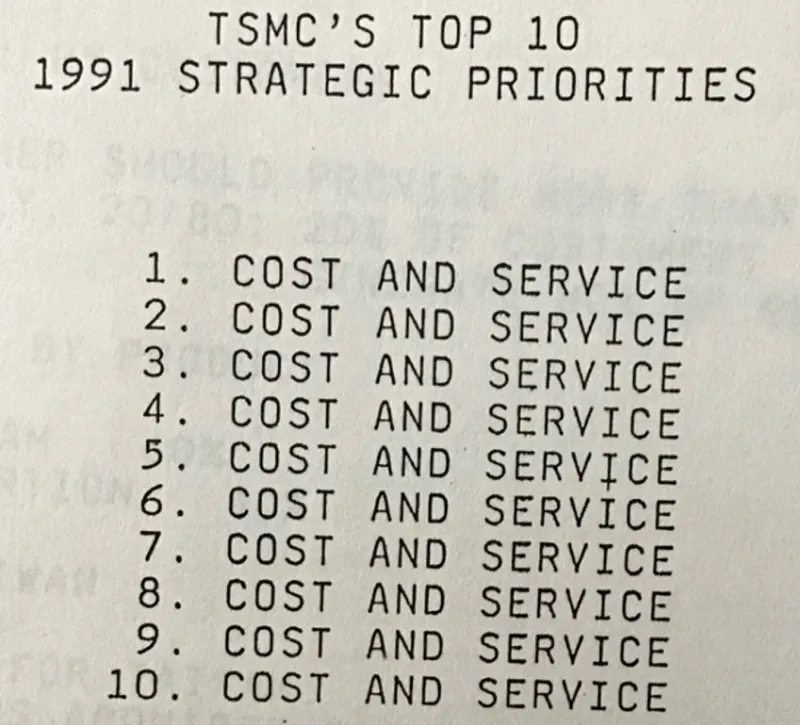 TSMC'S TOP 10
1991 STRATEGIC PRIORITIES
1. COST AND SERVICE
2. COST AND SERVICE
3. COST AND SERVICE
4. COST AND SERVICE
5. COST AND SERVICE
6. COST AND SERVICE
7. COST AND SERVICE
8. COST AND SERVICE
9. COST AND SERVICE
10. COST AND SERVICE